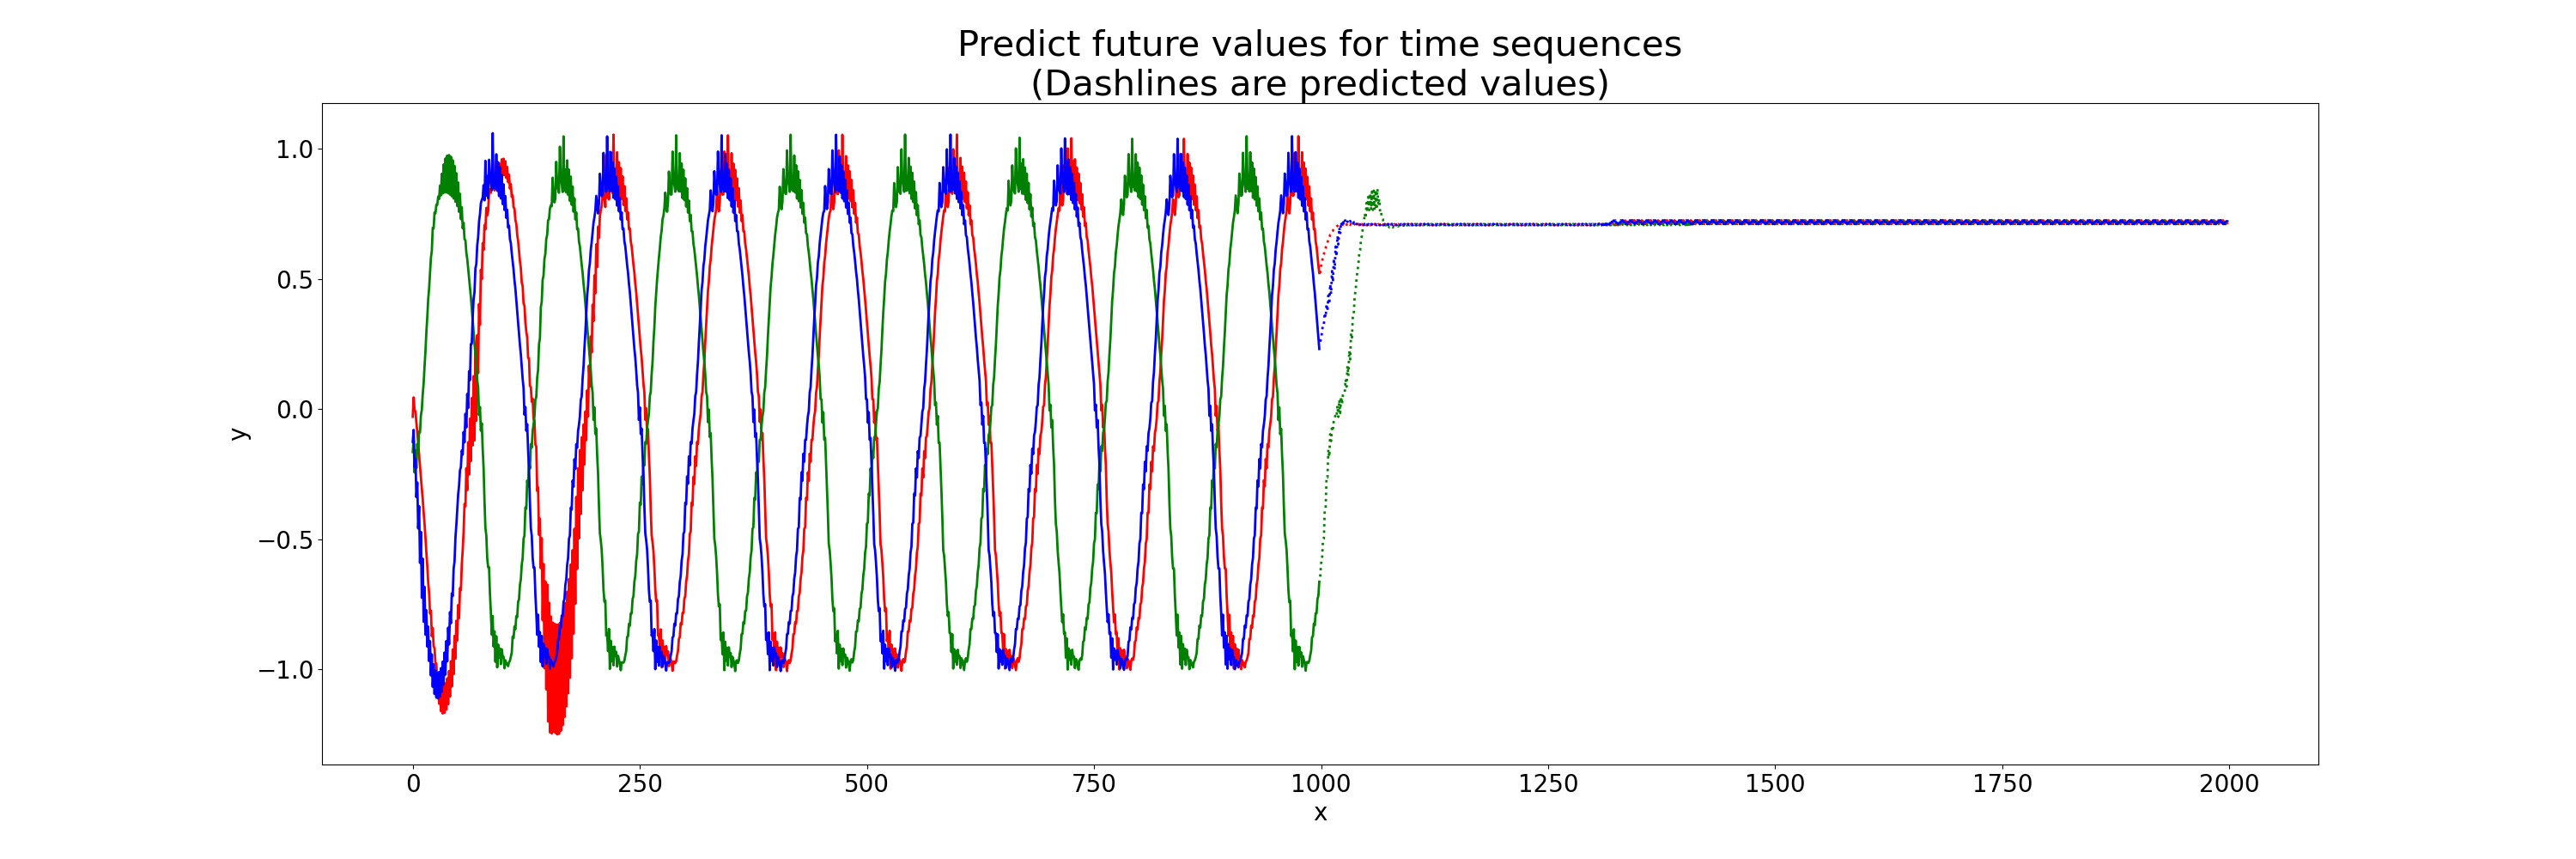 Predict future values for time sequences
(Dashlines are predicted values)
1.0
0.5
0.0
−0.5
−1.0
y
0 250 500 750 1000 1250 1500 1750 2000
x